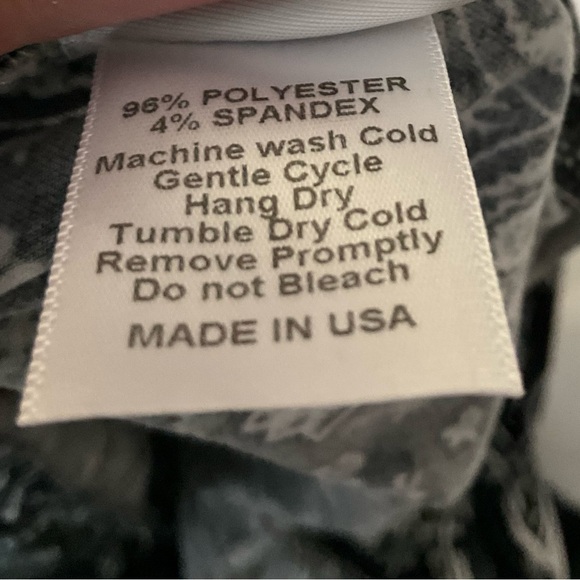 96% POLYESTER
4% SPANDEX
Machine wash Cold
Gentle Cycle
Hang Dry
Tumble Dry Cold
Remove Promptly
Do not Bleach
MADE IN USA